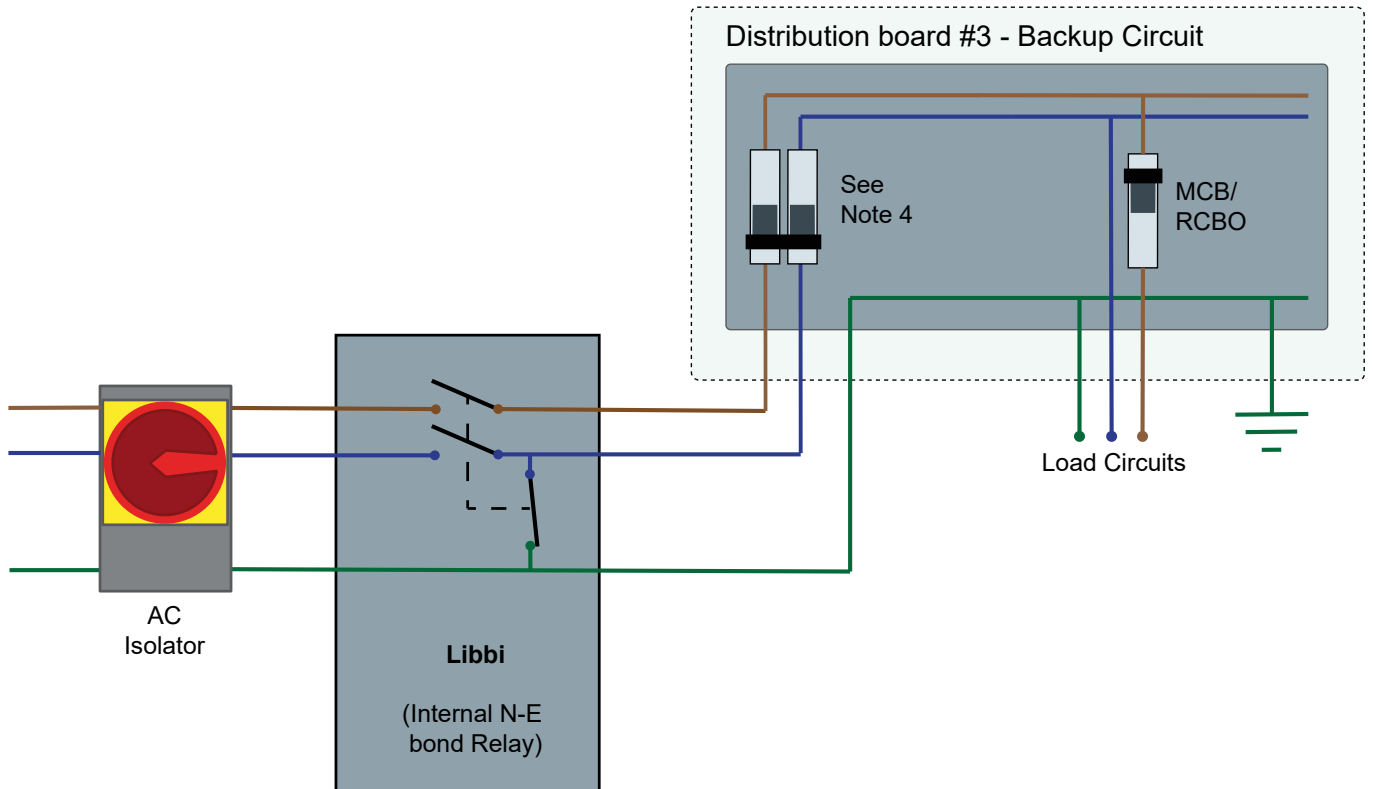 Distribution board #3 - Backup Circuit
See
Note 4
MCB/
RCBO
Load Circuits
AC
Isolator
Libbi
(Internal N-E
bond Relay)